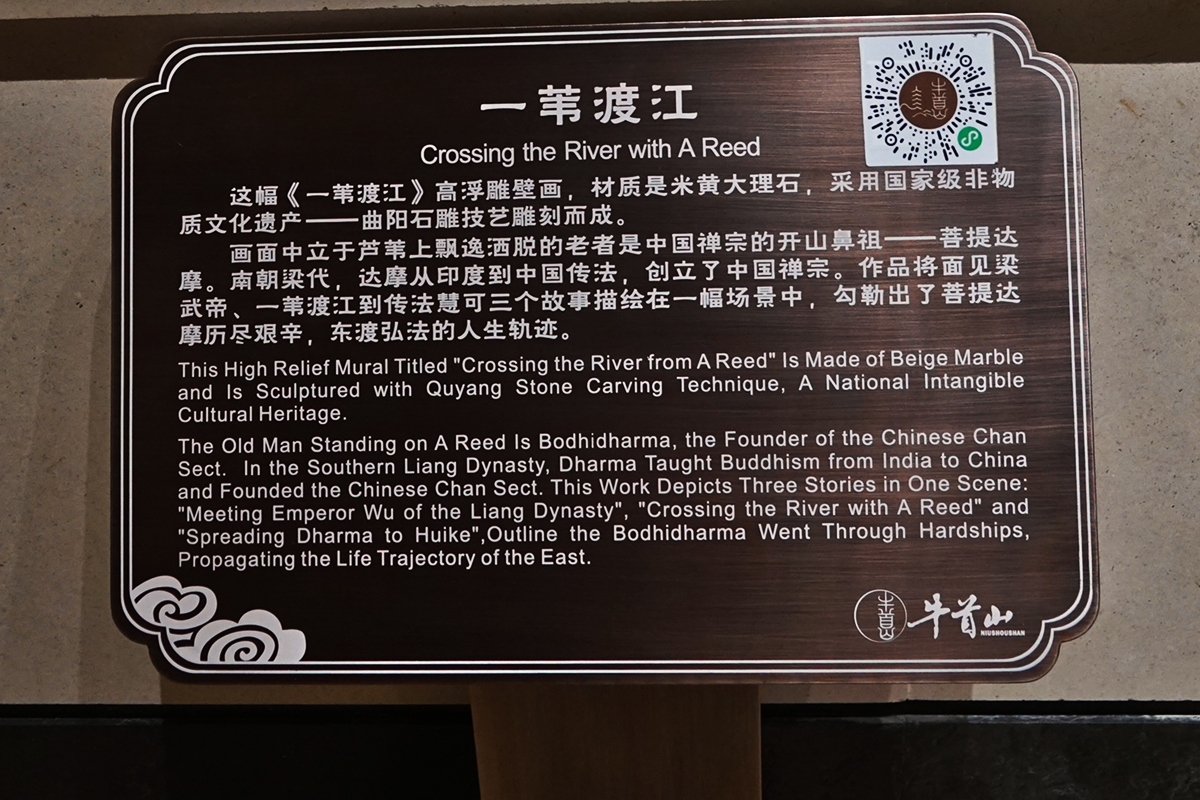 一苇渡江
Crossing the River with A Reed
这幅《一苇渡江》高浮雕壁画，材质是米黄大理石，采用国家级非物
质文化遗产——曲阳石雕技艺雕刻而成。
画面中立于芦苇上飘逸洒脱的老者是中国禅宗的开山鼻祖——菩提达
摩。南朝梁代，达摩从印度到中国传法，创立了中国禅宗。作品将面见梁
武帝、一苇渡江到传法慧可三个故事描绘在一幅场景中，勾勒出了菩提达
摩历尽艰辛，东渡弘法的人生轨迹。
This High Relief Mural Titled "Crossing the River from A Reed" Is Made of Beige Marble
and Is Sculptured with Quyang Stone Carving Technique, A National Intangible
Cultural Heritage.
The Old Man Standing on A Reed Is Bodhidharma, the Founder of the Chinese Chan
Sect. In the Southern Liang Dynasty, Dharma Taught Buddhism from India to China
and Founded the Chinese Chan Sect. This Work Depicts Three Stories in One Scene:
"Meeting Emperor Wu of the Liang Dynasty", "Crossing the River with A Reed" and
"Spreading Dharma to Huike",Outline the Bodhidharma Went Through Hardships,
Propagating the Life Trajectory of the East.
牛首山
NIUSHOUSHAN